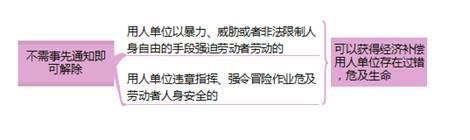 不需事先通知即
可解除
用人单位以暴力、威胁或者非法限制人
身自由的手段强迫劳动者劳动的
用人单位违章指挥、强令冒险作业危及
劳动者人身安全的
可以获得经济补偿
用人单位存在过错
，危及生命